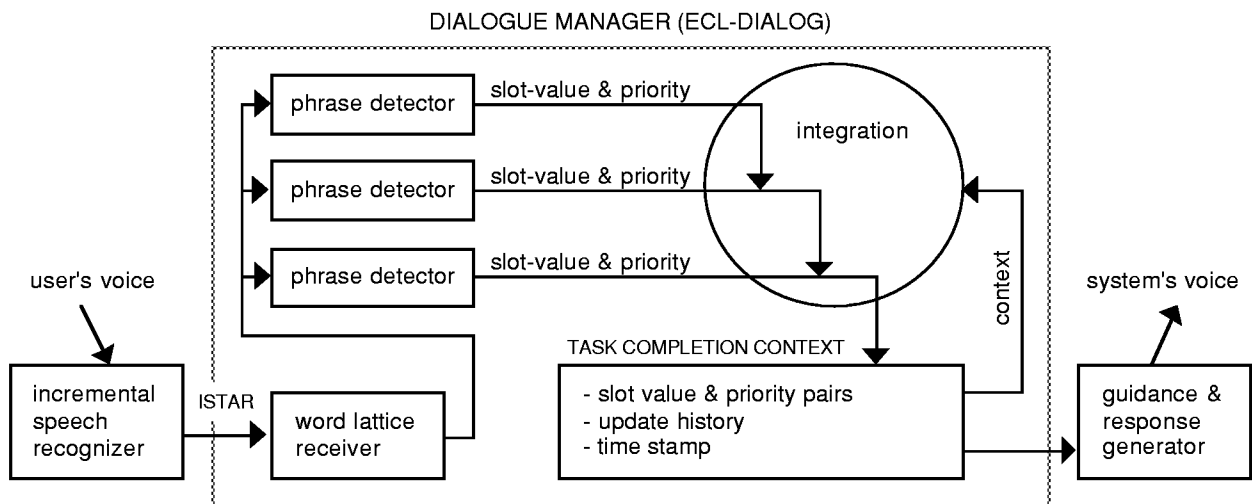 DIALOGUE MANAGER (ECL-DIALOG)
phrase detector
slot-value & priority
integration
phrase detector
slot-value & priority
phrase detector
slot-value & priority
user's voice
context
system's voice
TASK COMPLETION CONTEXT
incremental
speech
recognizer
ISTAR
word lattice
receiver
- slot value & priority pairs
- update history
- time stamp
guidance &
response
generator